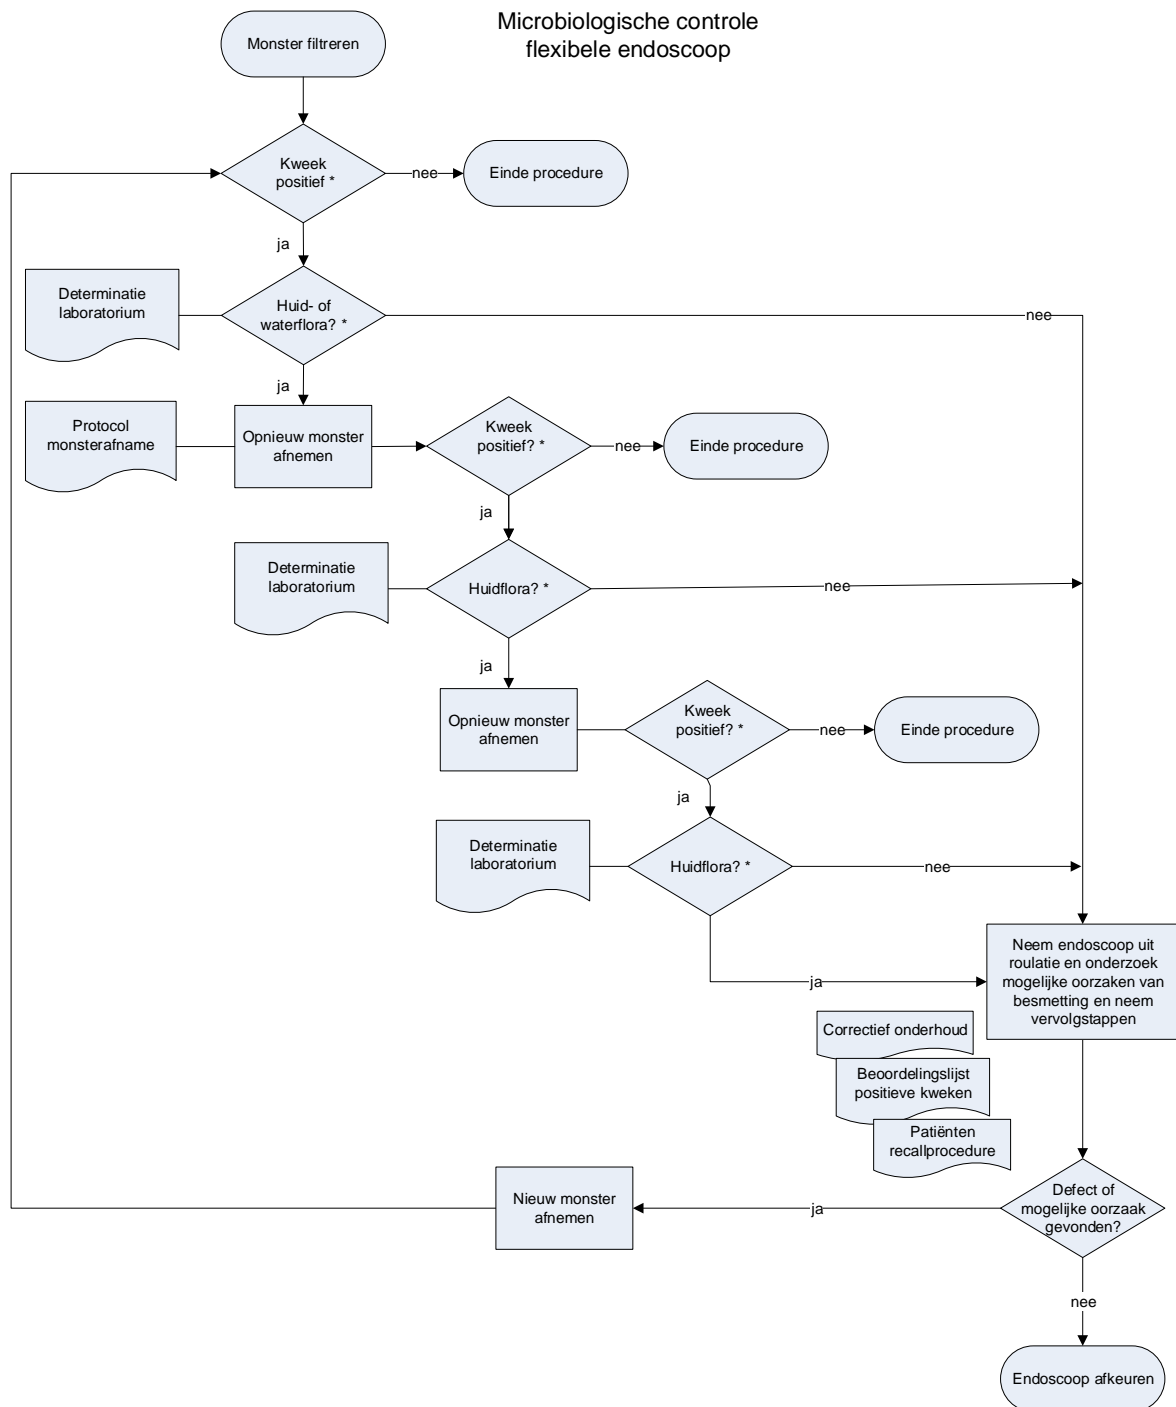 Microbiologische controle
flexibele endoscoop
Monster filtreren
Kweek
positief *
nee
Einde procedure
ja
Determinatie
laboratorium
Huid- of
waterflora? *
nee
ja
Protocol
monsterafname
Opnieuw monster
afnemen
Kweek
positief? *
nee
Einde procedure
ja
Determinatie
laboratorium
Huidflora? *
nee
ja
Opnieuw monster
afnemen
Kweek
positief? *
nee
Einde procedure
ja
Determinatie
laboratorium
Huidflora? *
nee
ja
Neem endoscoop uit
roulatie en onderzoek
mogelijke oorzaken van
besmetting en neem
vervolgstappen
Correctief onderhoud
Beoordelingslijst
positieve kweken
Patiënten
recallprocedure
Defect of
mogelijke oorzaak
gevonden?
ja
Nieuw monster
afnemen
nee
Endoscoop afkeuren